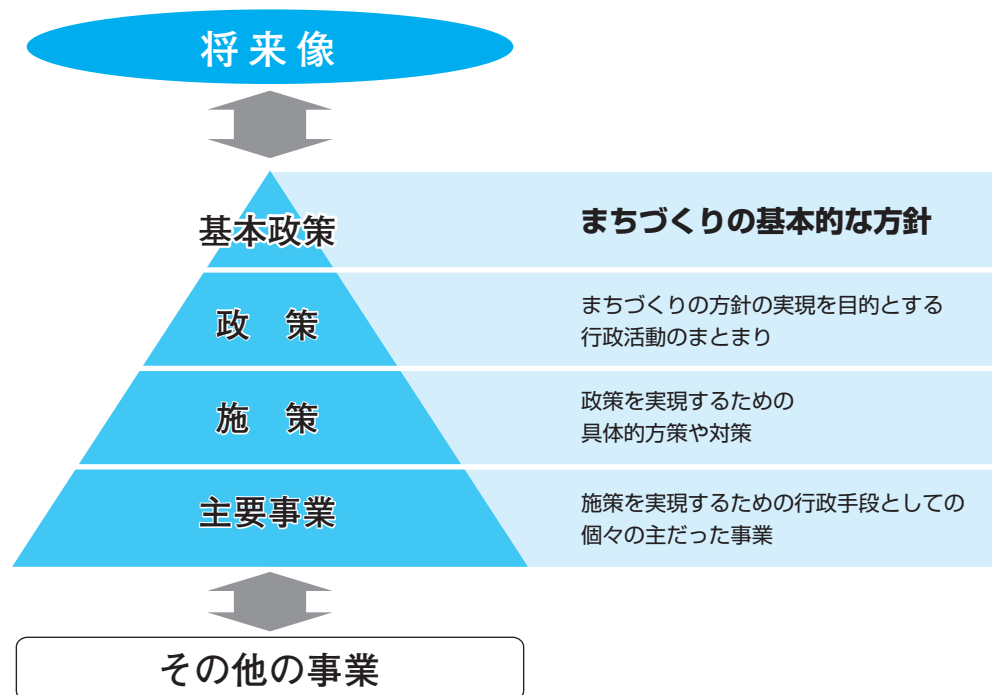 将来像
基本政策
まちづくりの基本的な方針
政　策
まちづくりの方針の実現を目的とする
行政活動のまとまり
施　策
政策を実現するための
具体的方策や対策
主要事業
施策を実現するための行政手段としての
個々の主だった事業
その他の事業